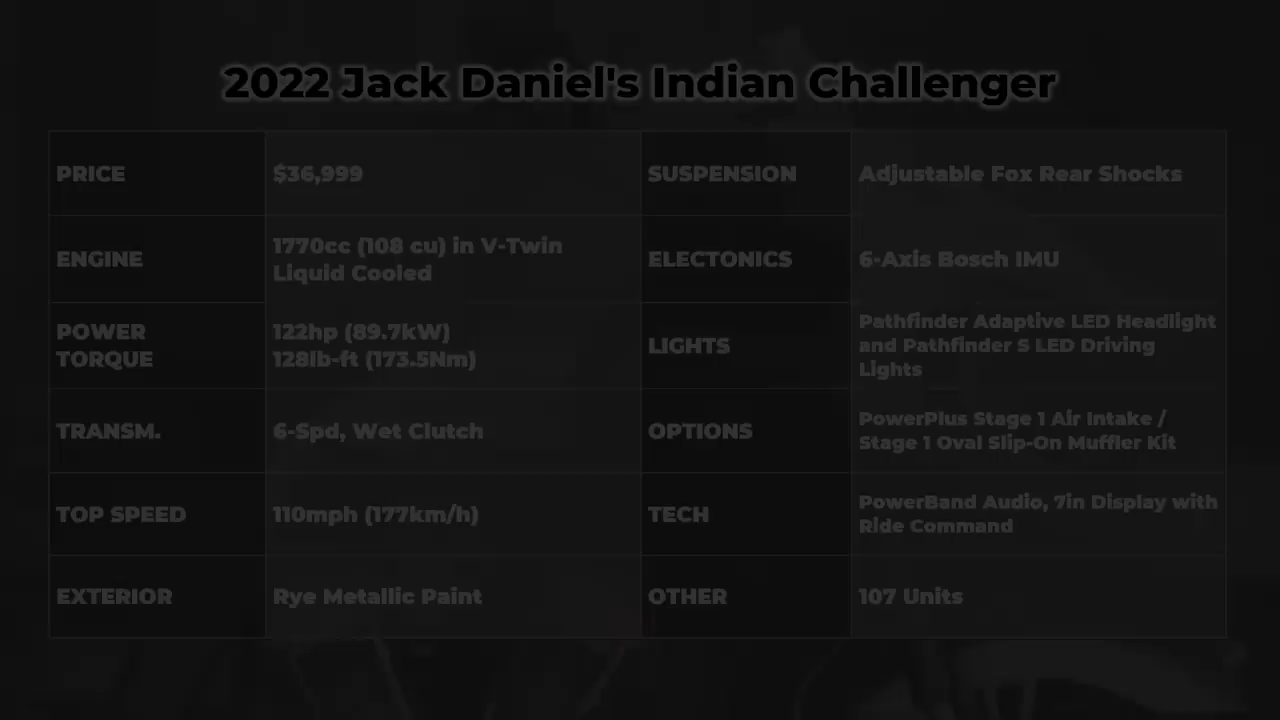 2022 Jack Daniel's Indian Challenger
PRICE
$36,999
SUSPENSION
Adjustable Fox Rear Shocks
ENGINE
1770cc (108 cu) in V-Twin
Liquid Cooled
ELECTONICS
6-Axis Bosch IMU
POWER
TORQUE
122hp (89.7kW)
128lb-ft (173.5Nm)
LIGHTS
Pathfinder Adaptive LED Headlight
and Pathfinder S LED Driving
Lights
TRANSM.
6-Spd, Wet Clutch
OPTIONS
PowerPlus Stage 1 Air Intake /
Stage 1 Oval Slip-On Muffler Kit
TOP SPEED
110mph (177km/h)
TECH
PowerBand Audio, 7in Display with
Ride Command
EXTERIOR
Rye Metallic Paint
OTHER
107 Units